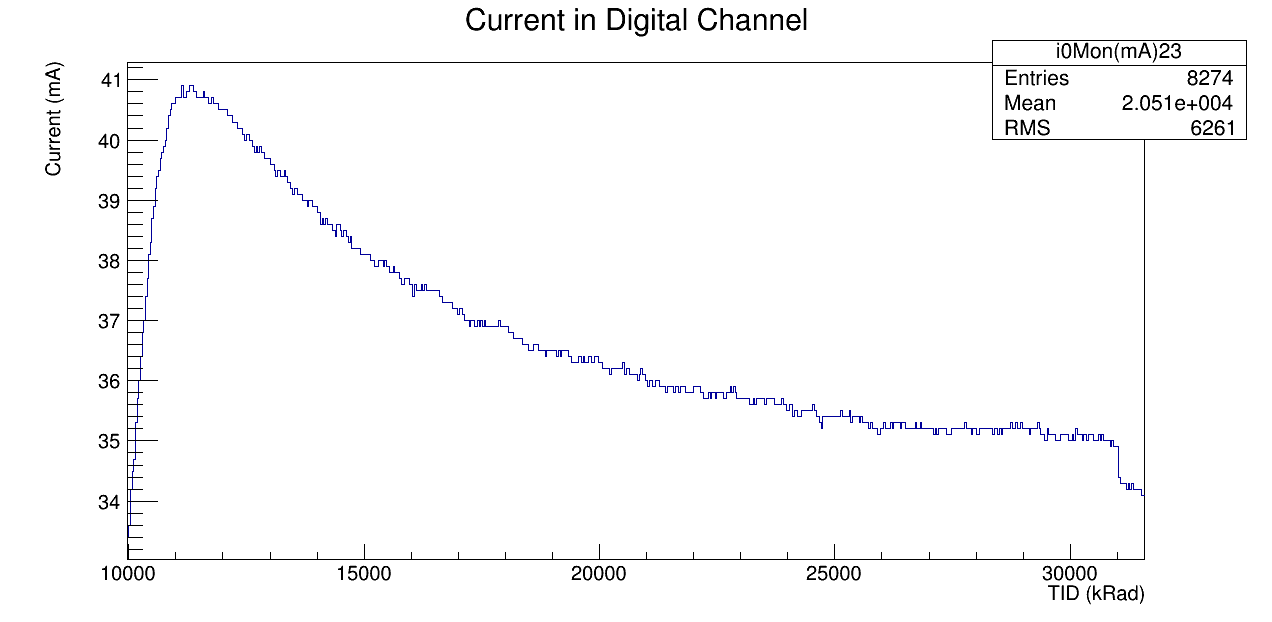 Current in Digital Channel
i0Mon(mA)23
Entries 8274
Mean 2.051e+004
RMS 6261
Current (mA)
41
40
39
38
37
36
35
34
10000 15000 20000 25000 30000
TID (kRad)